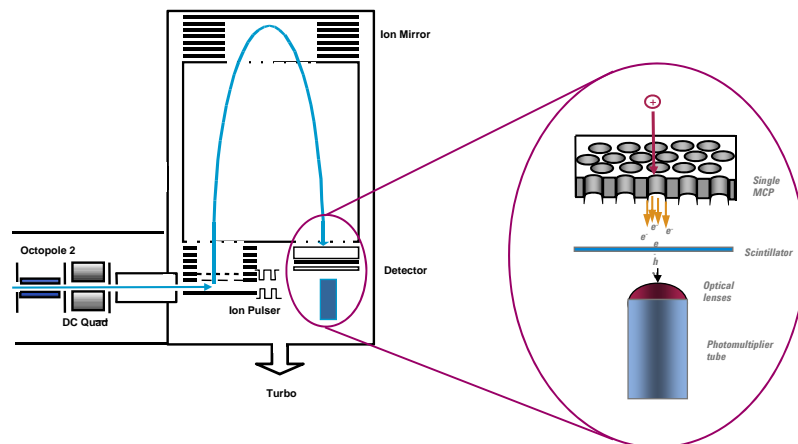 Ion Mirror
Octopole 2
DC Quad
Ion Pulser
Detector
Turbo
+
Single
MCP
e-
e-
e-
e
h
Scintillator
Optical
lenses
Photomultiplier
tube